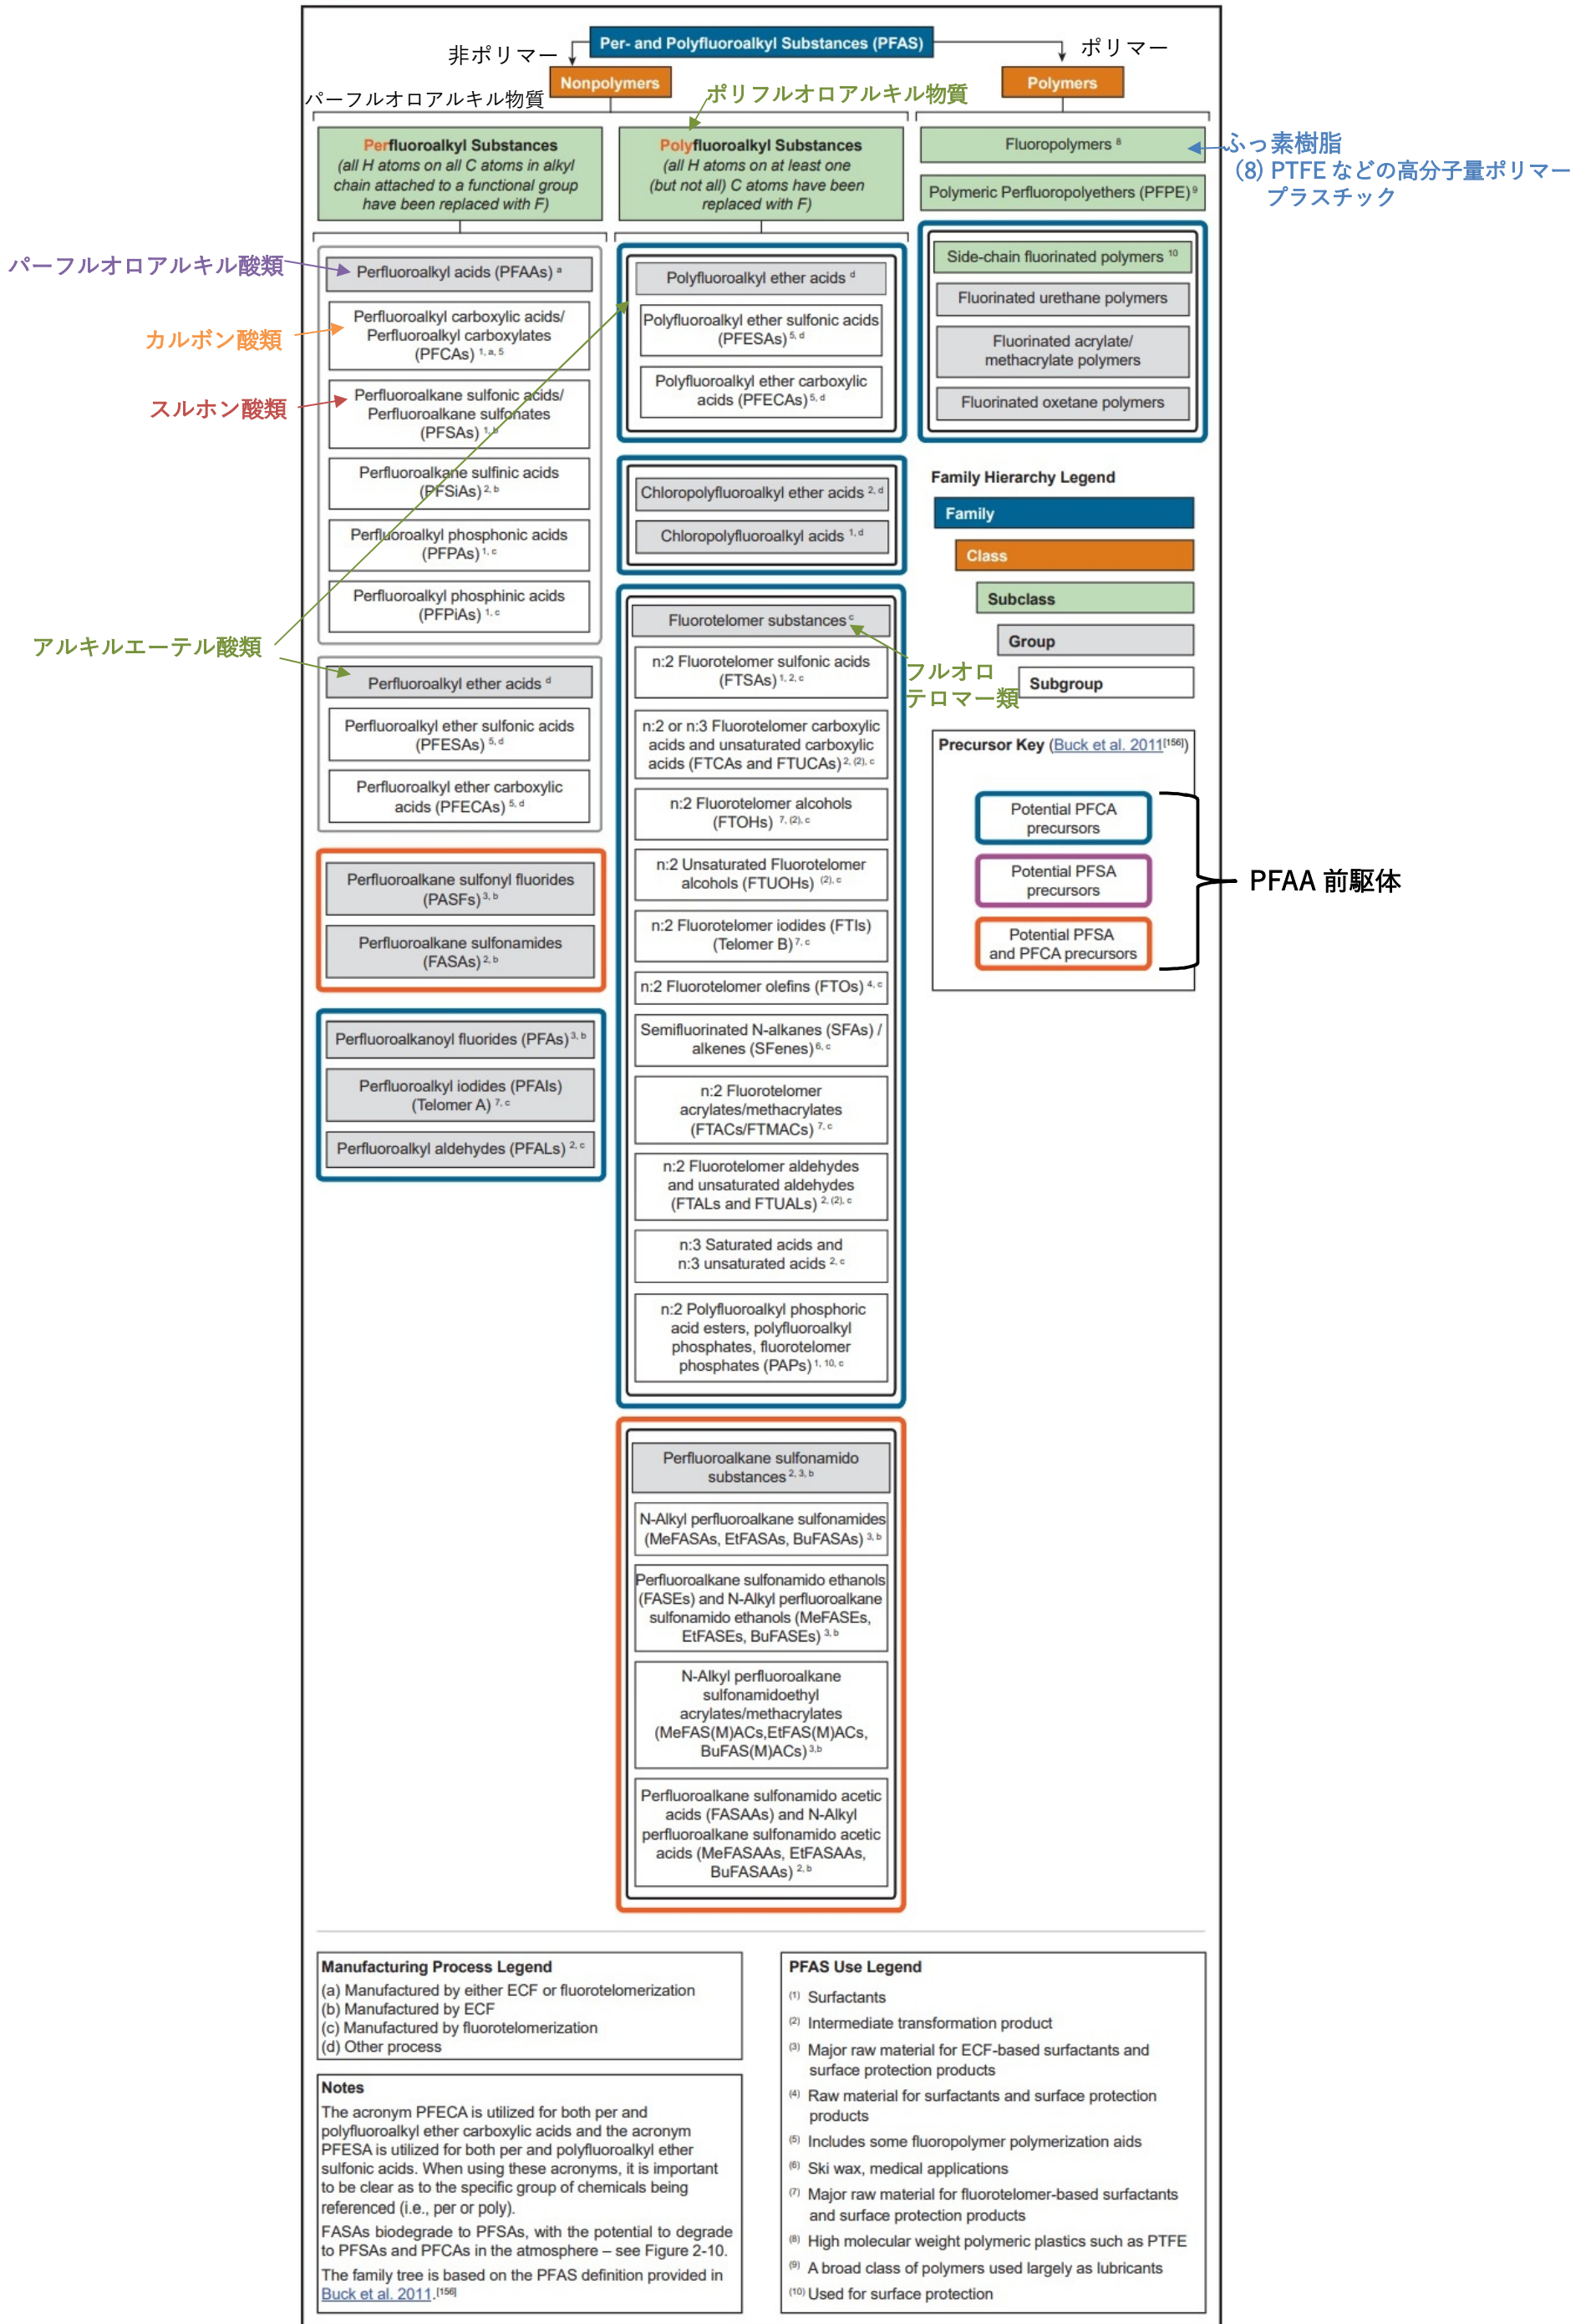 Per- and Polyfluoroalkyl Substances (PFAS)
非ポリマー
ポリマー
Nonpolymers
Polymers
パーフルオロアルキル物質
ポリフルオロアルキル物質
Perfluoroalkyl Substances
(all H atoms on all C atoms in alkyl
chain attached to a functional group
have been replaced with F)
Polyfluoroalkyl Substances
(all H atoms on at least one
(but not all) C atoms have been
replaced with F)
Fluoropolymers 8
Polymeric Perfluoropolyethers (PFPE) 9
ふっ素樹脂
(8) PTFE などの高分子量ポリマー
プラスチック
Side-chain fluorinated polymers 10
Fluorinated urethane polymers
Fluorinated acrylate/
methacrylate polymers
Fluorinated oxetane polymers
パーフルオロアルキル酸類
カルボン酸類
スルホン酸類
アルキルエーテル酸類
Perfluoroalkyl acids (PFAAs) a
Perfluoroalkyl carboxylic acids/
Perfluoroalkyl carboxylates
(PFCAs) 1, a, 5
Perfluoroalkane sulfonic acids/
Perfluoroalkane sulfonates
(PFSAs) 1, b
Perfluoroalkane sulfinic acids
(PFSiAs) 2, b
Perfluoroalkyl phosphonic acids
(PFPAs) 1, c
Perfluoroalkyl phosphinic acids
(PFPiAs) 1, c
Perfluoroalkyl ether acids d
Perfluoroalkyl ether sulfonic acids
(PFESAs) 5, d
Perfluoroalkyl ether carboxylic
acids (PFECAs) 5, d
Perfluoroalkane sulfonyl fluorides
(PASFs) 3, b
Perfluoroalkane sulfonamides
(FASAs) 2, b
Perfluoroalkanoyl fluorides (PFAs) 3, b
Perfluoroalkyl iodides (PFAIs)
(Telomer A) 7, c
Perfluoroalkyl aldehydes (PFALs) 2, c
Polyfluoroalkyl ether acids d
Polyfluoroalkyl ether sulfonic acids
(PFESAs) 5, d
Polyfluoroalkyl ether carboxylic
acids (PFECAs) 5, d
Chloropolyfluoroalkyl ether acids 2, d
Chloropolyfluoroalkyl acids 1, d
Fluorotelomer substances c
フルオロ
テロマー類
n:2 Fluorotelomer sulfonic acids
(FTSAs) 1, 2, c
n:2 or n:3 Fluorotelomer carboxylic
acids and unsaturated carboxylic
acids (FTCAs and FTUCAs) 2, (2), c
n:2 Fluorotelomer alcohols
(FTOHs) 7, (2), c
n:2 Unsaturated Fluorotelomer
alcohols (FTUOHs) (2), c
n:2 Fluorotelomer iodides (FTIs)
(Telomer B) 7, c
n:2 Fluorotelomer olefins (FTOs) 4, c
Semifluorinated N-alkanes (SFAs) /
alkenes (SFenes) 6, c
n:2 Fluorotelomer
acrylates/methacrylates
(FTACs/FTMACs) 7, c
n:2 Fluorotelomer aldehydes
and unsaturated aldehydes
(FTALs and FTUALs) 2, (2), c
n:3 Saturated acids and
n:3 unsaturated acids 2, c
n:2 Polyfluoroalkyl phosphoric
acid esters, polyfluoroalkyl
phosphates, fluorotelomer
phosphates (PAPs) 1, 10, c
Perfluoroalkane sulfonamido
substances 2, 3, b
N-Alkyl perfluoroalkane sulfonamides
(MeFASAs, EtFASAs, BuFASAs) 3, b
Perfluoroalkane sulfonamido ethanols
(FASEs) and N-Alkyl perfluoroalkane
sulfonamido ethanols (MeFASEs,
EtFASEs, BuFASEs) 3, b
N-Alkyl perfluoroalkane
sulfonamidoethyl
acrylates/methacrylates
(MeFAS(M)ACs,EtFAS(M)ACs,
BuFAS(M)ACs) 3,b
Perfluoroalkane sulfonamido acetic
acids (FASAAs) and N-Alkyl
perfluoroalkane sulfonamido acetic
acids (MeFASAAs, EtFASAAs,
BuFASAAs) 2, b
Family Hierarchy Legend
Family
Class
Subclass
Group
Subgroup
Precursor Key (Buck et al. 2011[156])
Potential PFCA
precursors
Potential PFSA
precursors
Potential PFSA
and PFCA precursors
PFAA 前駆体
Manufacturing Process Legend
(a) Manufactured by either ECF or fluorotelomerization
(b) Manufactured by ECF
(c) Manufactured by fluorotelomerization
(d) Other process
Notes
The acronym PFECA is utilized for both per and
polyfluoroalkyl ether carboxylic acids and the acronym
PFESA is utilized for both per and polyfluoroalkyl ether
sulfonic acids. When using these acronyms, it is important
to be clear as to the specific group of chemicals being
referenced (i.e., per or poly).
FASAs biodegrade to PFSAs, with the potential to degrade
to PFSAs and PFCAs in the atmosphere – see Figure 2-10.
The family tree is based on the PFAS definition provided in
Buck et al. 2011.[156]
PFAS Use Legend
(1) Surfactants
(2) Intermediate transformation product
(3) Major raw material for ECF-based surfactants and
surface protection products
(4) Raw material for surfactants and surface protection
products
(5) Includes some fluoropolymer polymerization aids
(6) Ski wax, medical applications
(7) Major raw material for fluorotelomer-based surfactants
and surface protection products
(8) High molecular weight polymeric plastics such as PTFE
(9) A broad class of polymers used largely as lubricants
(10) Used for surface protection